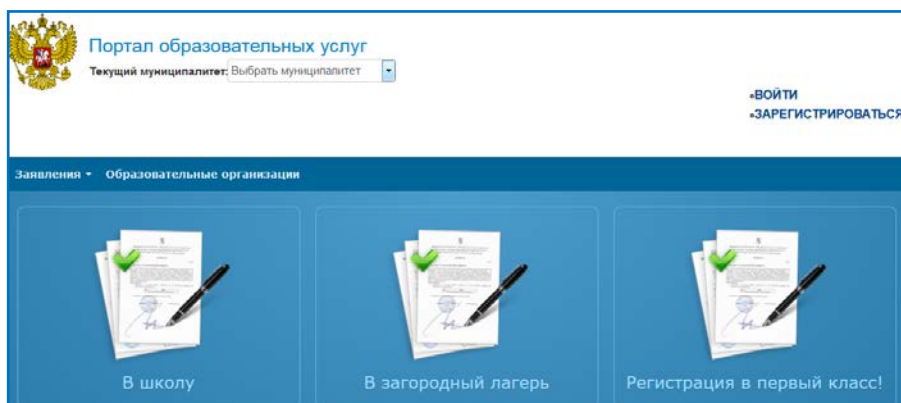 Портал образовательных услуг
Текущий муниципалитет: Выбрать муниципалитет
•ВОЙТИ
•ЗАРЕГИСТРИРОВАТЬСЯ
Заявления Образовательные организации
В школу В загородный лагерь Регистрация в первый класс!